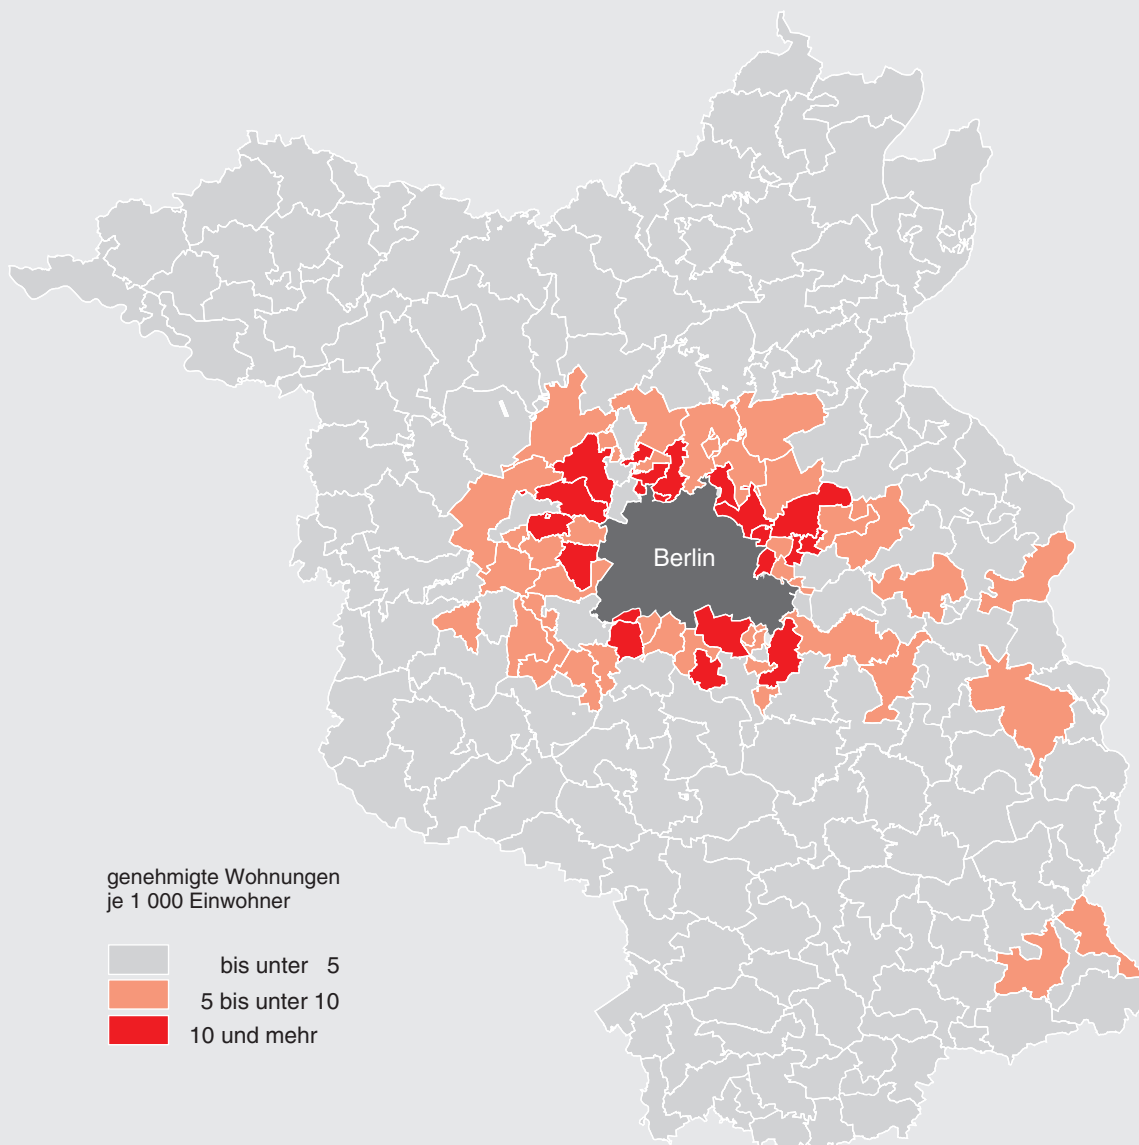 Berlin
genehmigte Wohnungen
je 1 000 Einwohner
bis unter 5
5 bis unter 10
10 und mehr